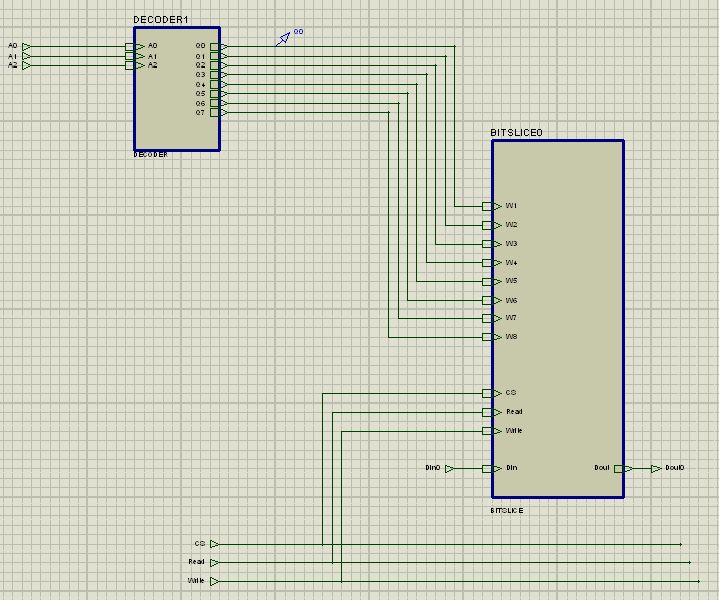 DECODER1
A0
A1
A2
A0
A1
A2
O0
O1
O2
O3
O4
O5
O6
O7
O0
DECODER
BITSLICE0
W1
W2
W3
W4
W5
W6
W7
W8
CS
Read
Write
Din0
Din
Dout
Dout0
BITSLICE
CS
Read
Write